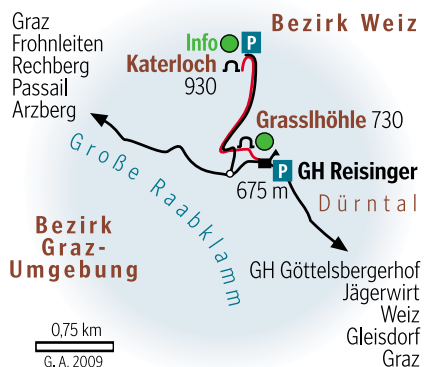 Graz
Frohnleiten
Rechberg
Passail
Arzberg
Info
P
Bezirk Weiz
Katerloch
930
Grasslhöhle 730
675 m
P
GH Reisinger
Dürntal
Große Raabklamm
Bezirk
Graz-
Umgebung
GH Göttelsbergerhof
Jägerwirt
Weiz
Gleisdorf
Graz
0,75 km
G. A. 2009